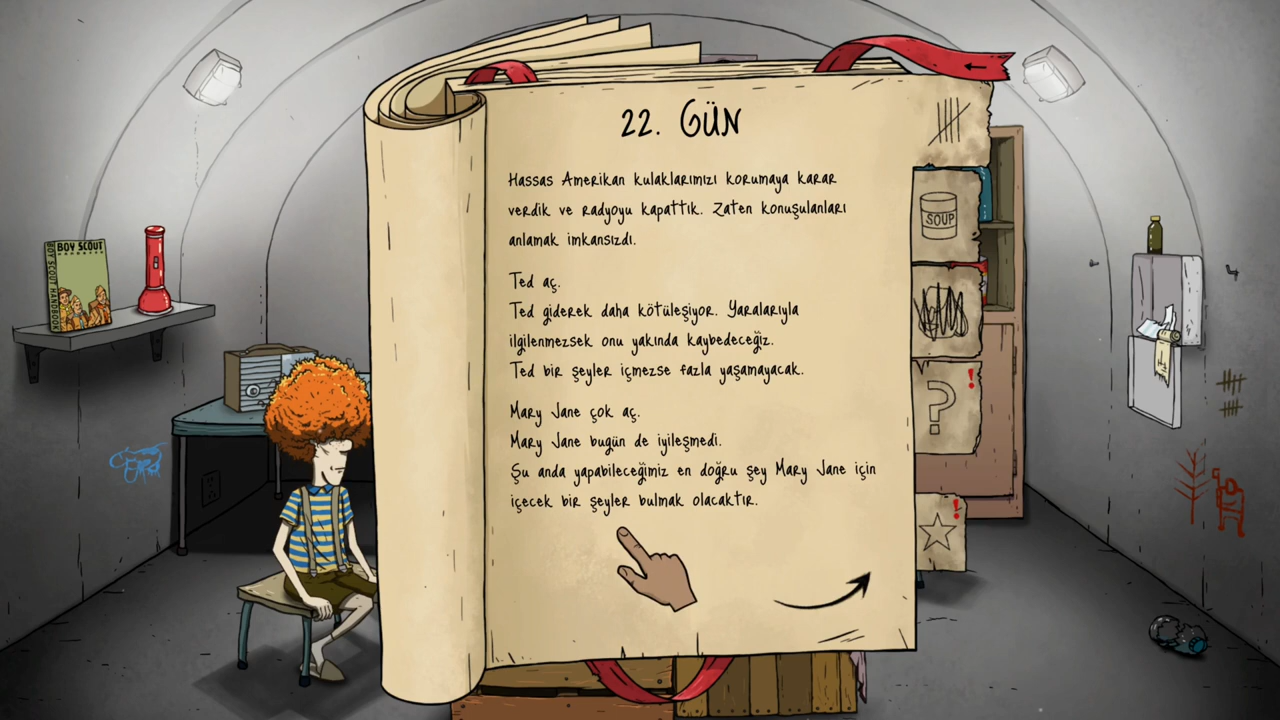 22. GÜN
Hassas Amerikan kulaklarımızı korumaya karar
verdik ve radyoyu kapattık. Zaten konuşulanları
anlamak imkansızdı.
Ted aç.
Ted giderek daha kötüleşiyor. Yaralarıyla
ilgilenmezsek onu yakında kaybedeceğiz.
Ted bir şeyler içmezse fazla yaşamayacak.
Mary Jane çok aç.
Mary Jane bugün de iyileşmedi.
Şu anda yapabileceğimiz en doğru şey Mary Jane için
içecek bir şeyler bulmak olacaktır.
SOUP
?
!
!
BOY SCOUT
HANDBOOK
BOY SCOUT HANDBOOK